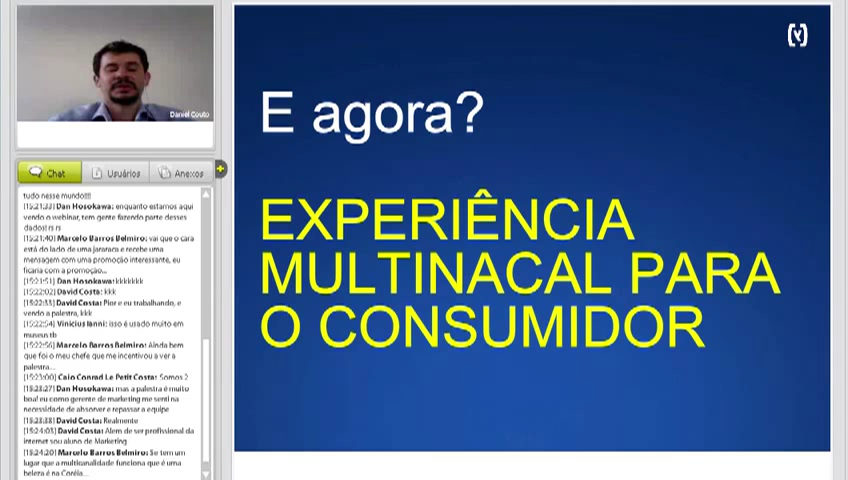 Daniel Couto
Chat
Usuários
Anexos
tudo nesse mundo!!!!
[15:21:33] Dan Hosokawa: enquanto estamos aqui
vendo o webinar, tem gente fazendo parte desses
dados! rs rs
[15:21:40] Marcelo Barros Belmiro: vai que o cara
está do lado de uma jararaca e recebe uma
mensagem com uma promoção interessante, eu
ficaria com a promoção...
[15:21:51] Dan Hosokawa: kkkkkkk
[15:22:02] David Costa: kkk
[15:22:33] David Costa: Pior e eu trabalhando, e
vendo a palestra, kkk
[15:22:54] Vinicius Ianni: isso é usado muito em
museus tb
[15:22:56] Marcelo Barros Belmiro: Ainda bem
que foi o meu chefe que me incentivou a ver a
palestra...
[15:23:00] Caio Conrad Le Petit Costa: Somos 2
[15:23:27] Dan Hosokawa: mas a palestra é muito
boa! eu como gerente de marketing me senti na
necessidade de absorver e repassar a equipe
[15:23:38] David Costa: Realmente
[15:24:03] David Costa: Alem de ser profissional da
internet sou aluno de Marketing
[15:24:20] Marcelo Barros Belmiro: Se tem um
lugar que a multicanalidade funciona que é uma
beleza é na Coréia...
E agora?
EXPERIÊNCIA
MULTINACAL PARA
O CONSUMIDOR